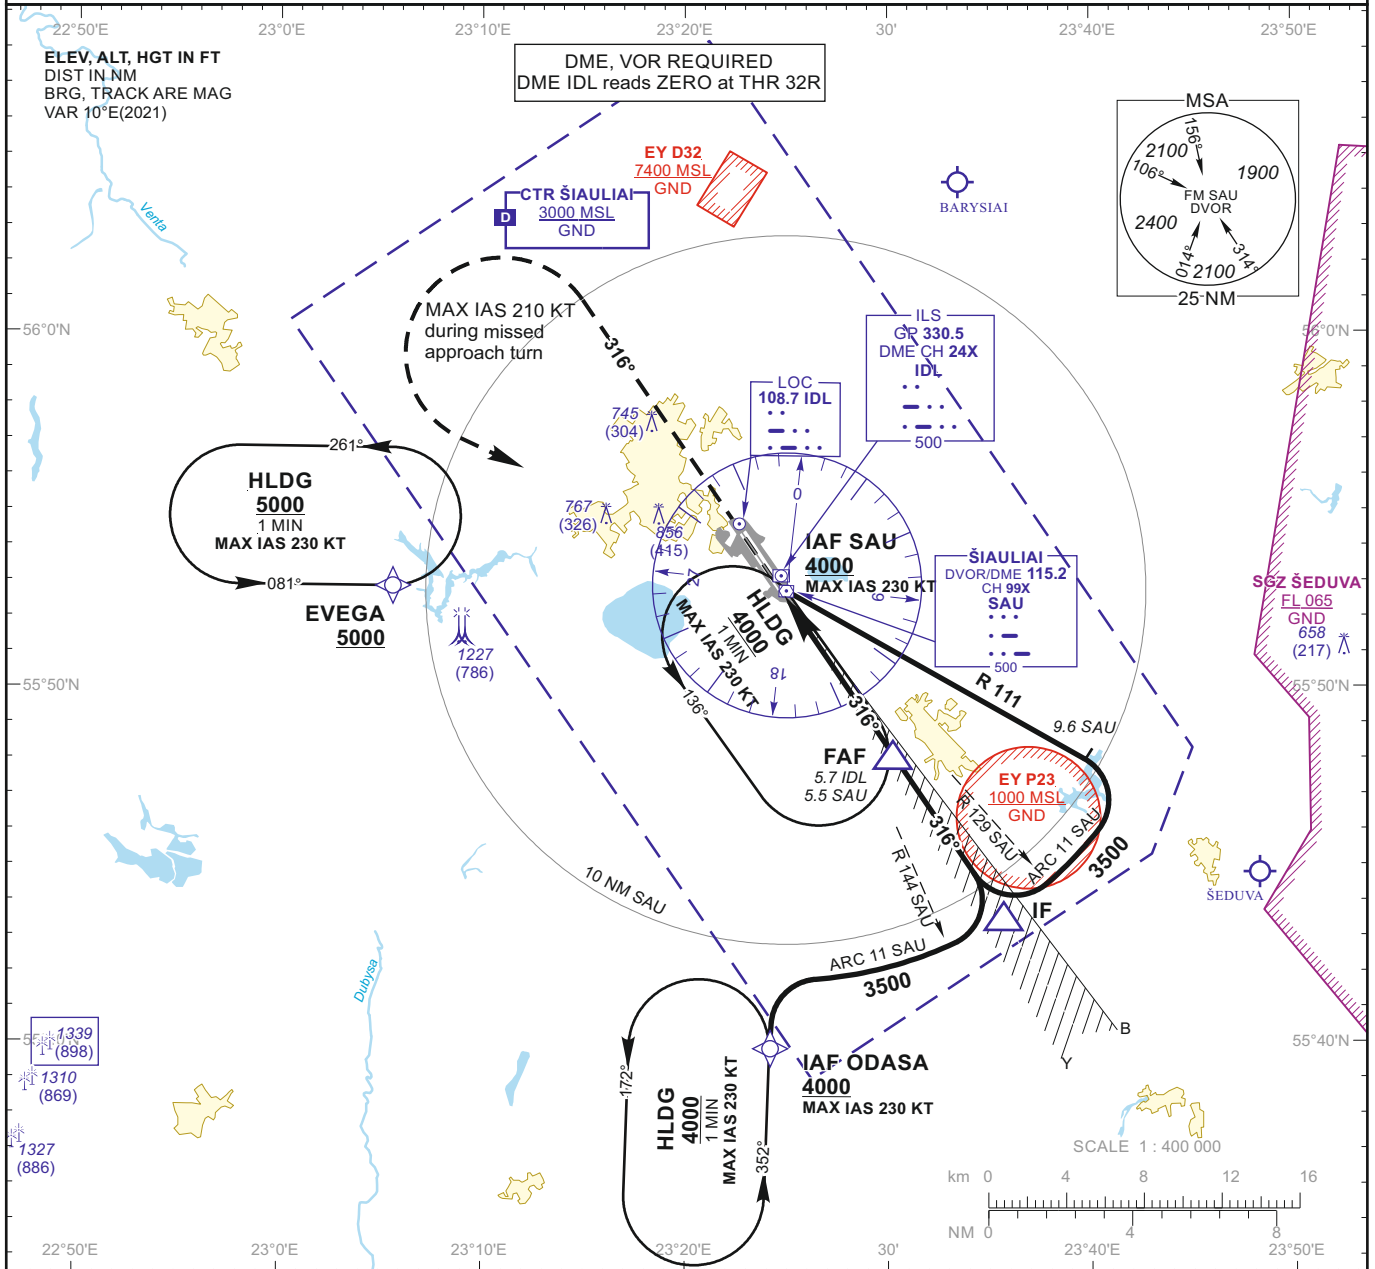 22°50'E
23°0'E
23°10'E
23°20'E
30'
23°40'E
23°50'E
ELEV, ALT, HGT IN FT
DIST IN NM
BRG, TRACK ARE MAG
VAR 10°E(2021)
DME, VOR REQUIRED
DME IDL reads ZERO at THR 32R
MSA
156°
2100
106°
1900
FM SAU
DVOR
2400
014°
2100
314°
25 NM
EY D32
7400 MSL
GND
CTR ŠIAULIAI
D
3000 MSL
GND
BARYSIAI
Venta
MAX IAS 210 KT
during missed
approach turn
316°
56°0'N
56°0'N
ILS
GP 330.5
DME CH 24X
IDL
500
LOC
108.7 IDL
745
(304)
767
(326)
856
(415)
0
9
18
27
261°
HLDG
5000
1 MIN
MAX IAS 230 KT
081°
EVEGA
5000
1227
(786)
IAF SAU
4000
MAX IAS 230 KT
HLDG
4000
1 MIN
MAX IAS 230 KT
136°
ŠIAULIAI
DVOR/DME 115.2
CH 99X
SAU
500
SGZ ŠEDUVA
FL 065
GND
658
(217)
55°50'N
55°50'N
R 111
9.6 SAU
316°
FAF
5.7 IDL
5.5 SAU
EY P23
1000 MSL
GND
316°
R 129 SAU
ARC 11 SAU
3500
R 144 SAU
IF
ŠEDUVA
10 NM SAU
ARC 11 SAU
3500
Dubysa
B
Y
1339
(898)
1310
(869)
1327
(886)
55°40'N
IAF ODASA
4000
MAX IAS 230 KT
172°
HLDG
4000
1 MIN
MAX IAS 230 KT
352°
SCALE 1 : 400 000
km 0 4 8 12 16
NM 0 4 8
22°50'E
23°0'E
23°10'E
23°20'E
30'
23°40'E
23°50'E